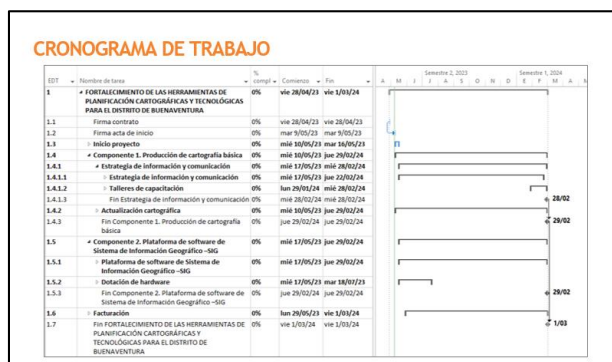 CRONOGRAMA DE TRABAJO
%
Semestre 2, 2023 Semestre 1, 2024
EDT Nombre de tarea compl Comienzo Fin A M J J A S O N D E F M A M
1 FORTALECIMIENTO DE LAS HERRAMIENTAS DE 0% vie 28/04/23 vie 1/03/24
PLANIFICACIÓN CARTOGRÁFICAS Y TECNOLÓGICAS
PARA EL DISTRITO DE BUENAVENTURA
1.1 Firma contrato 0% vie 28/04/23 vie 28/04/23
1.2 Firma acta de inicio 0% mar 9/05/23 mar 9/05/23
1.3 Inicio proyecto 0% mié 10/05/23 mar 16/05/23
1.4 Componente 1. Producción de cartografía básica 0% mié 10/05/23 jue 29/02/24
1.4.1 Estrategia de información y comunicación 0% mié 17/05/23 mié 28/02/24
1.4.1.1 Estrategia de información y comunicación 0% mié 17/05/23 jue 22/02/24
1.4.1.2 Talleres de capacitación 0% lun 29/01/24 mié 28/02/24
1.4.1.3 Fin Estrategia de información y comunicación 0% mié 28/02/24 mié 28/02/24 28/02
1.4.2 Actualización cartográfica 0% mié 10/05/23 jue 29/02/24
1.4.3 Fin Componente 1. Producción de cartografía 0% jue 29/02/24 jue 29/02/24 29/02
básica
1.5 Componente 2. Plataforma de software de 0% mié 17/05/23 jue 29/02/24
Sistema de Información Geográfico –SIG
1.5.1 Plataforma de software de Sistema de 0% mié 17/05/23 jue 29/02/24
Información Geográfico –SIG
1.5.2 Dotación de hardware 0% mié 17/05/23 mar 18/07/23
1.5.3 Fin Componente 2. Plataforma de software de 0% jue 29/02/24 jue 29/02/24 29/02
Sistema de Información Geográfico –SIG
1.6 Facturación 0% lun 29/05/23 vie 1/03/24
1.7 Fin FORTALECIMIENTO DE LAS HERRAMIENTAS DE 0% vie 1/03/24 vie 1/03/24 1/03
PLANIFICACIÓN CARTOGRÁFICAS Y
TECNOLÓGICAS PARA EL DISTRITO DE
BUENAVENTURA